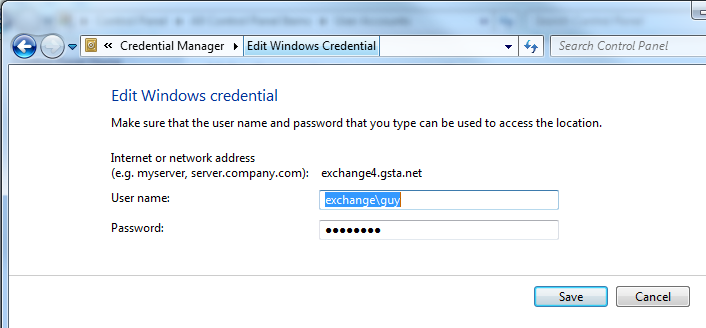 « Credential Manager Edit Windows Credential Search Control Panel
Edit Windows credential
Make sure that the user name and password that you type can be used to access the location.
Internet or network address
(e.g. myserver, server.company.com): exchange4.gsta.net
User name: exchange\guy
Password: ●●●●●●●●
Save Cancel